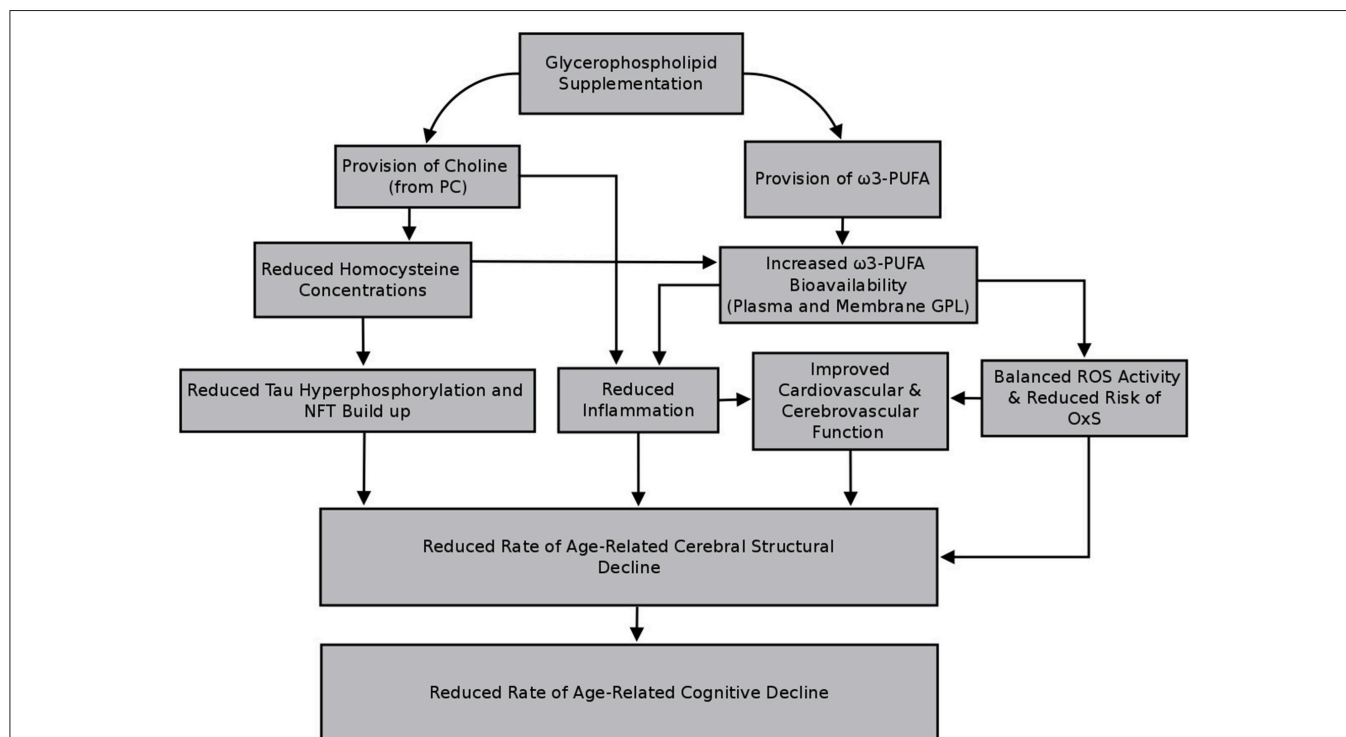 Glycerophospholipid
Supplementation
Provision of Choline
(from PC)
Provision of ω3-PUFA
Reduced Homocysteine
Concentrations
Increased ω3-PUFA
Bioavailability
(Plasma and Membrane GPL)
Reduced Tau Hyperphosphorylation and
NFT Build up
Reduced
Inflammation
Improved
Cardiovascular &
Cerebrovascular
Function
Balanced ROS Activity
& Reduced Risk of
OxS
Reduced Rate of Age-Related Cerebral Structural
Decline
Reduced Rate of Age-Related Cognitive Decline